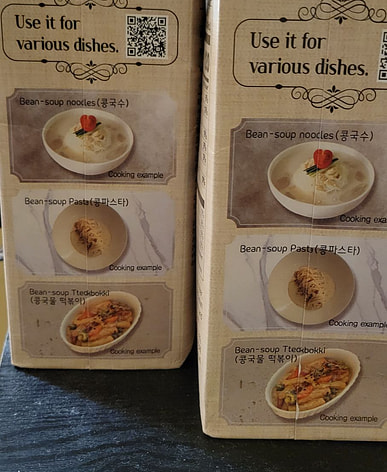 Use it for
various dishes.
Bean-soup noodles(콩국수)
Cooking example
Bean-soup Pasta(콩파스타)
Cooking example
Bean-soup Tteokbokki
(콩국물 떡볶이)
Cooking example
Use it for
various dishes.
Bean-soup noodles(콩국수)
Cooking exa
Bean-soup Pasta(콩파스타)
Cooking example
Bean-soup Tteokbokki
(콩국물 떡볶이)
Cooking example